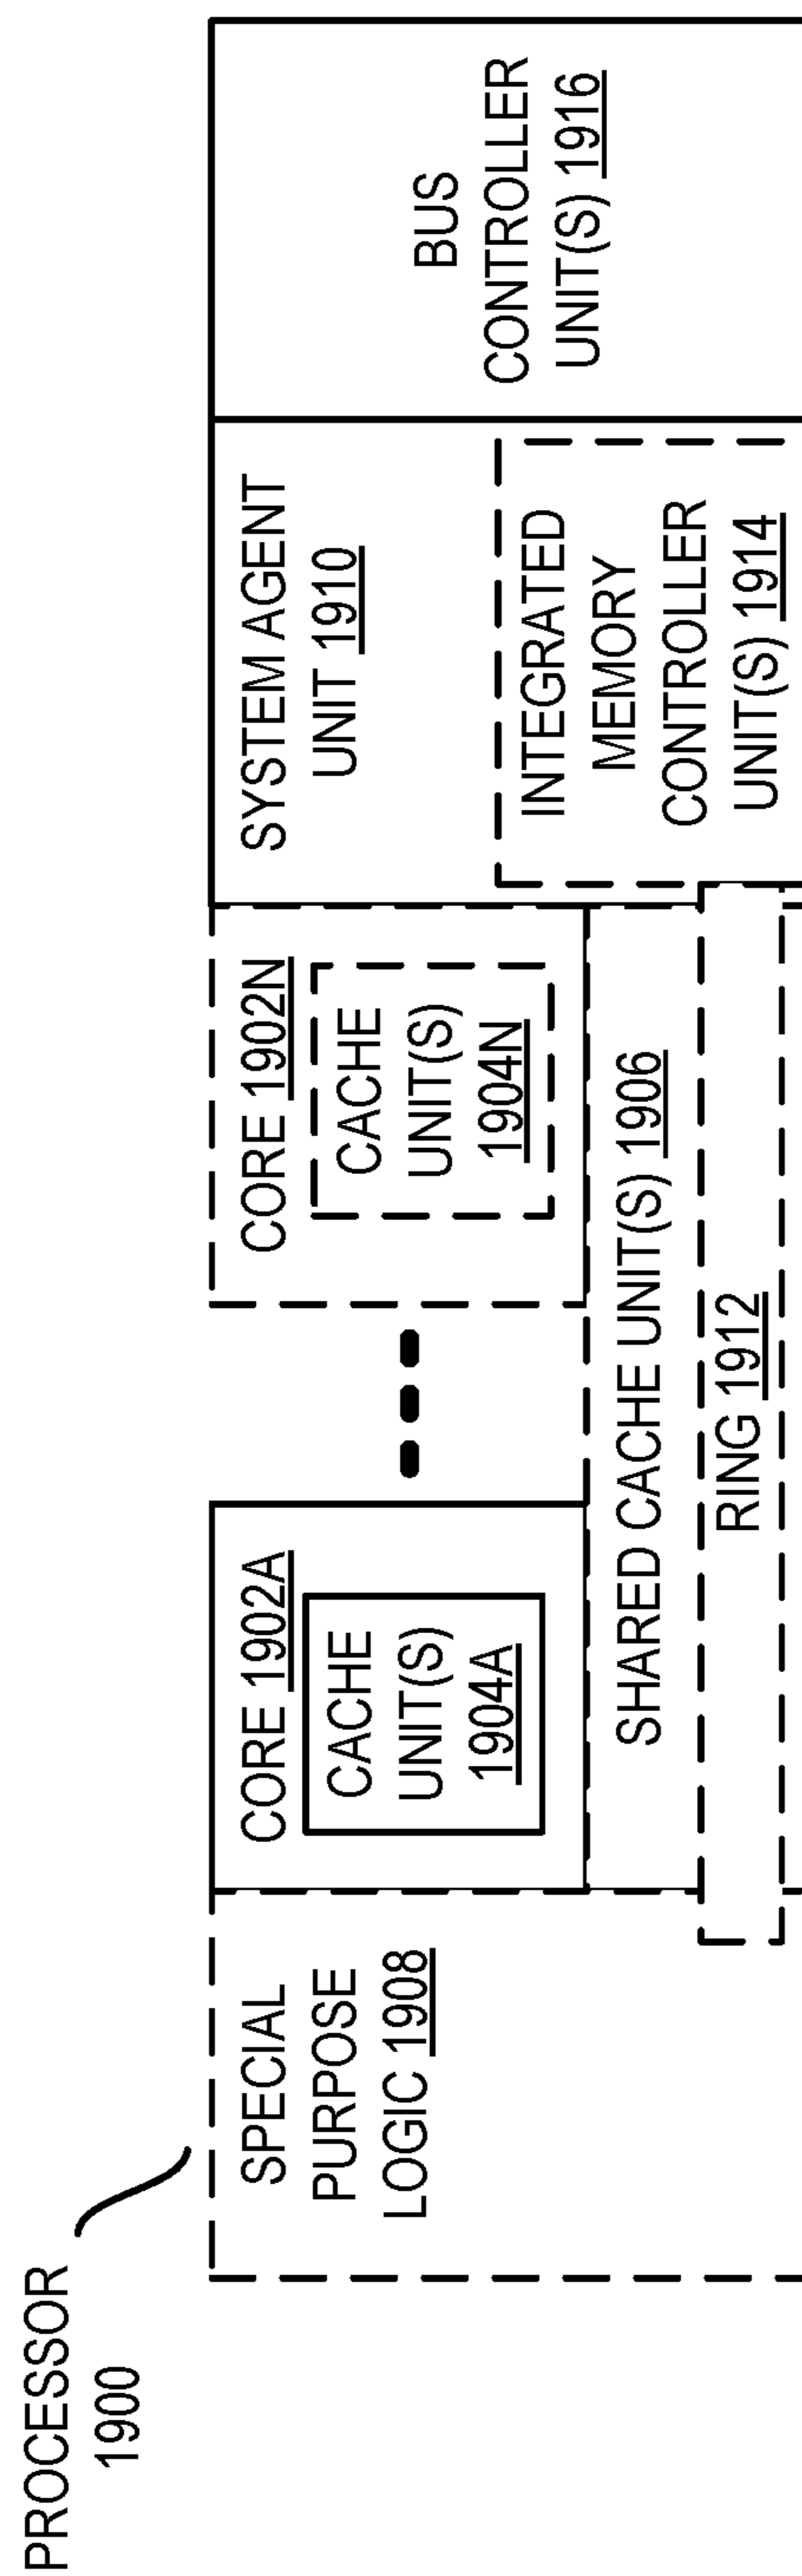 PROCESSOR
1900
SPECIAL
PURPOSE
LOGIC 1908
CORE 1902A
CACHE
UNIT(S)
1904A
CORE 1902N
CACHE
UNIT(S)
1904N
SHARED CACHE UNIT(S) 1906
RING 1912
SYSTEM AGENT
UNIT 1910
INTEGRATED
MEMORY
CONTROLLER
UNIT(S) 1914
BUS
CONTROLLER
UNIT(S) 1916